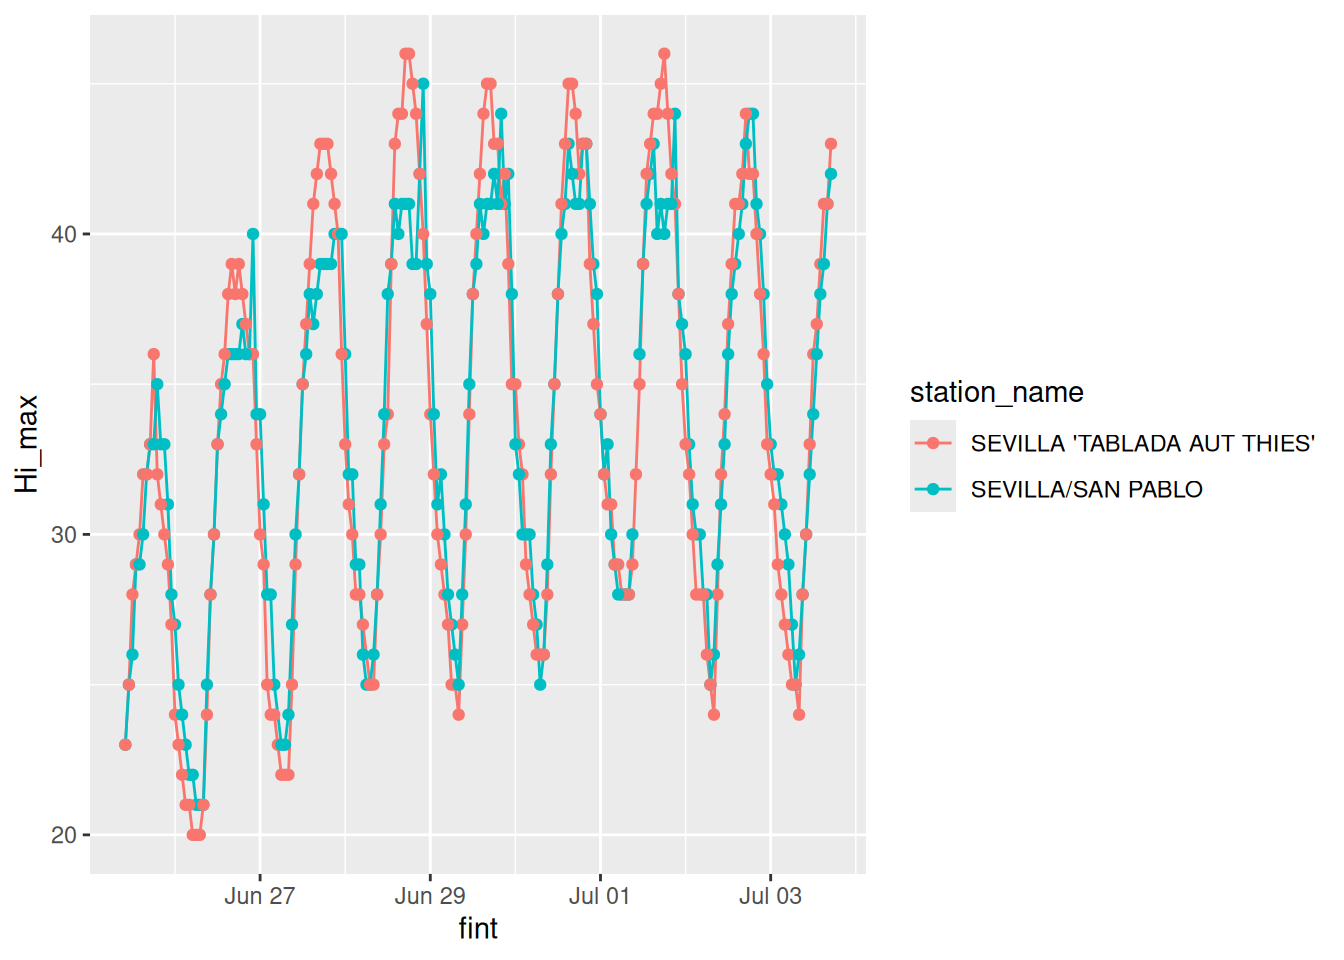 Hi_max
40
30
20
Jun 27
Jun 29
Jul 01
Jul 03
fint
station_name
SEVILLA 'TABLADA AUT THIES'
SEVILLA/SAN PABLO